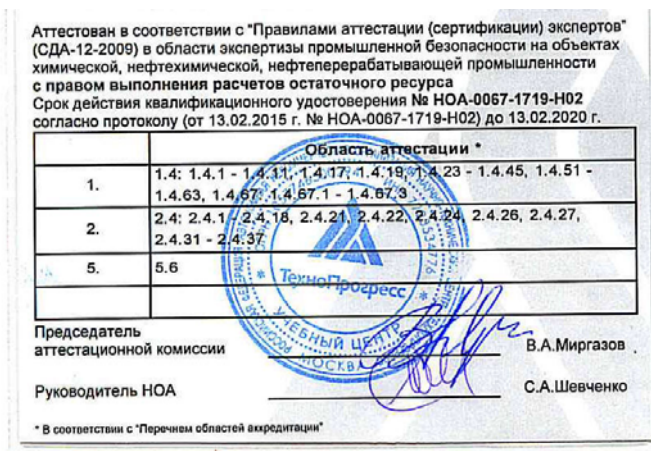 Аттестован в соответствии с "Правилами аттестации (сертификации) экспертов"
(СДА-12-2009) в области экспертизы промышленной безопасности на объектах
химической, нефтехимической, нефтеперерабатывающей промышленности
с правом выполнения расчетов остаточного ресурса
Срок действия квалификационного удостоверения № НОА-0067-1719-Н02
согласно протоколу (от 13.02.2015 г. № НОА-0067-1719-Н02) до 13.02.2020 г.
Область аттестации *
1. 1.4: 1.4.1 - 1.4.11, 1.4.17, 1.4.19, 1.4.23 - 1.4.45, 1.4.51 -
1.4.63, 1.4.67, 1.4.67.1 - 1.4.67.3
2. 2.4: 2.4.1 - 2.4.18, 2.4.21, 2.4.22, 2.4.24, 2.4.26, 2.4.27,
2.4.31 - 2.4.37
5. 5.6
ТехноПрогресс
УЧЕБНЫЙ ЦЕНТР
РОССИЙСКАЯ ФЕДЕРАЦИЯ
МОСКВА
Председатель
аттестационной комиссии В.А.Миргазов
Руководитель НОА С.А.Шевченко
* В соответствии с "Перечнем областей аккредитации"